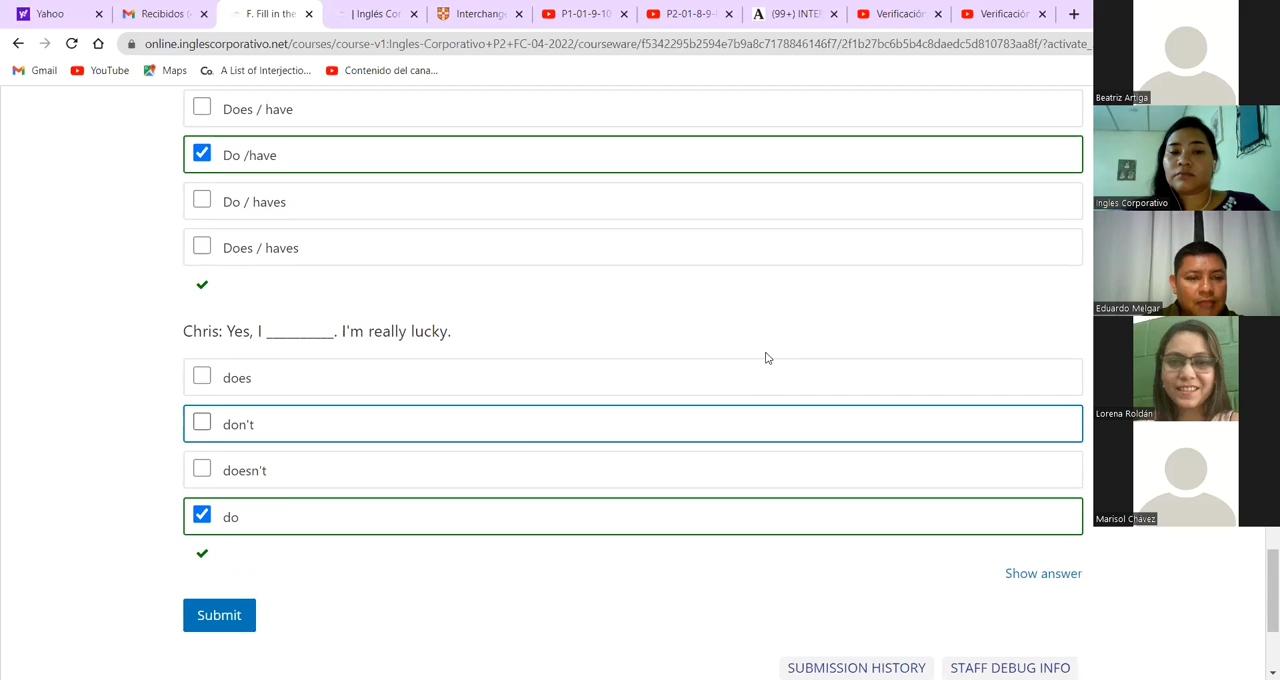 Yahoo
Recibidos (
F. Fill in the
| Inglés Cor
Interchang
P1-01-9-10
P2-01-8-9-
(99+) INTE
Verificación
Verificación
online.inglescorporativo.net/courses/course-v1:Ingles-Corporativo+P2+FC-04-2022/courseware/f5342295b2594e7b9a8c7178846146f7/2f1b27bc6b5b4c8daedc5d810783aa8f/?activate_
Gmail
YouTube
Maps
Co. A List of Interjectio...
Contenido del cana...
Does / have
Do /have
Do / haves
Does / haves
Chris: Yes, I __________. I'm really lucky.
does
don't
doesn't
do
Show answer
Submit
SUBMISSION HISTORY
STAFF DEBUG INFO
Beatriz Artiga
Ingles Corporativo
Eduardo Melgar
Lorena Roldán
Marisol Chávez